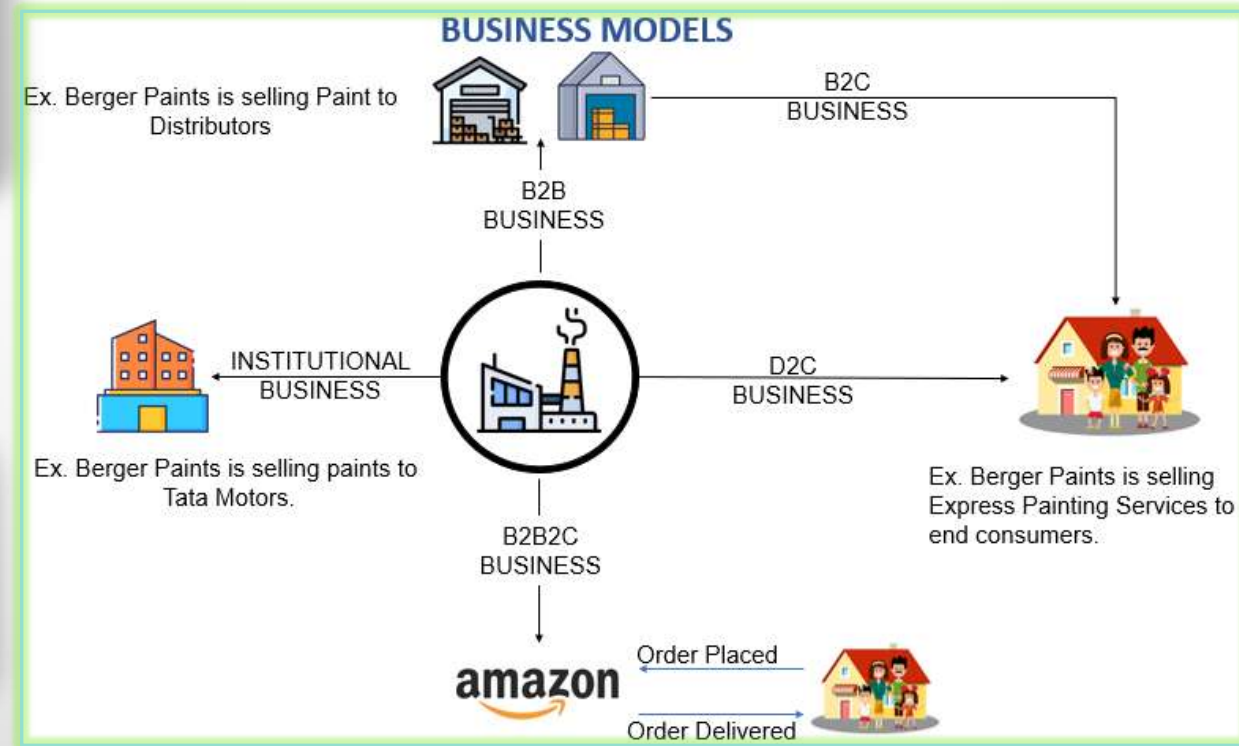 BUSINESS MODELS
Ex. Berger Paints is selling Paint to
Distributors
B2C
BUSINESS
B2B
BUSINESS
INSTITUTIONAL
BUSINESS
D2C
BUSINESS
Ex. Berger Paints is selling paints to
Tata Motors.
Ex. Berger Paints is selling
Express Painting Services to
end consumers.
B2B2C
BUSINESS
amazon
Order Placed
Order Delivered